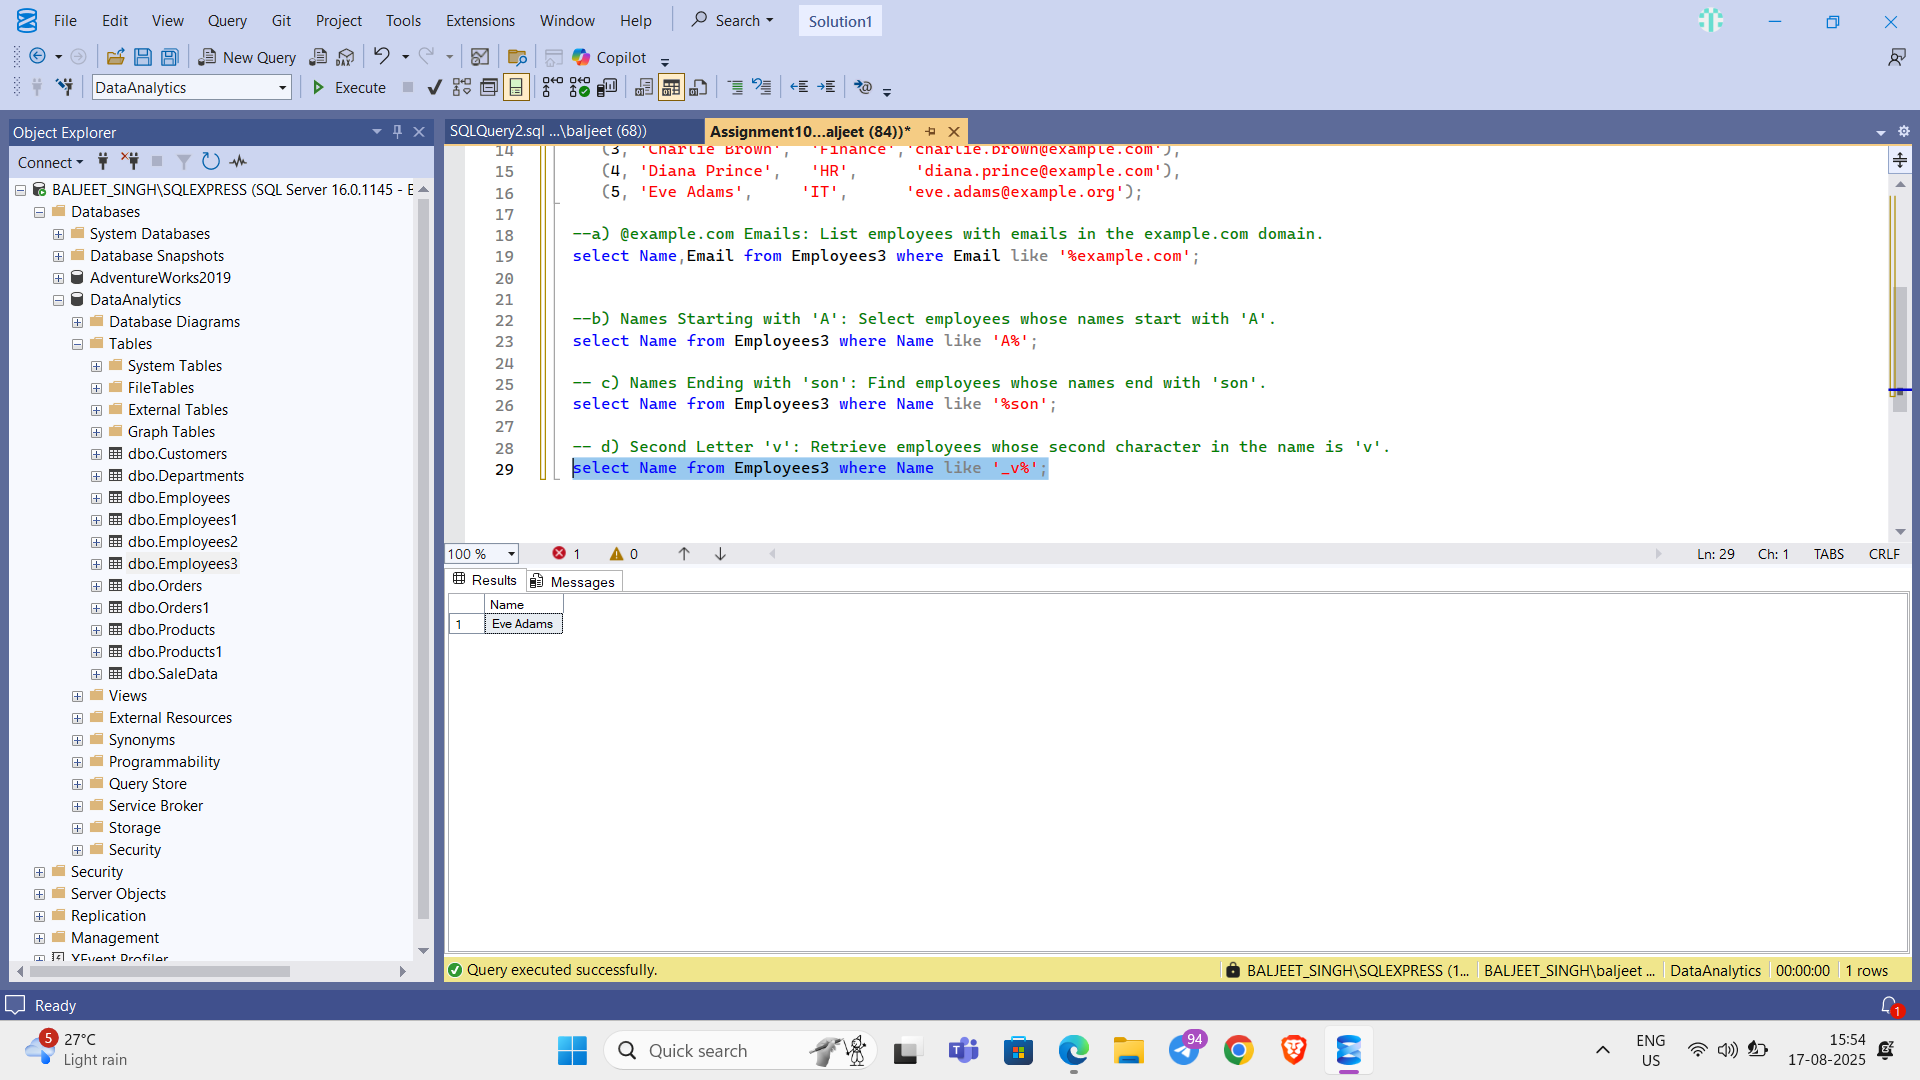 File Edit View Query Git Project Tools Extensions Window Help Search Solution1
New Query DAX Copilot
DataAnalytics Execute
Object Explorer
Connect
BALJEET_SINGH\SQLEXPRESS (SQL Server 16.0.1145 - E
Databases
System Databases
Database Snapshots
AdventureWorks2019
DataAnalytics
Database Diagrams
Tables
System Tables
FileTables
External Tables
Graph Tables
dbo.Customers
dbo.Departments
dbo.Employees
dbo.Employees1
dbo.Employees2
dbo.Employees3
dbo.Orders
dbo.Orders1
dbo.Products
dbo.Products1
dbo.SaleData
Views
External Resources
Synonyms
Programmability
Query Store
Service Broker
Storage
Security
Security
Server Objects
Replication
Management
XEvent Profiler
SQLQuery2.sql ...\baljeet (68)) Assignment10...aljeet (84))*
14 (3, 'Charlie Brown', 'Finance','charlie.brown@example.com'),
15 (4, 'Diana Prince', 'HR', 'diana.prince@example.com'),
16 (5, 'Eve Adams', 'IT', 'eve.adams@example.org');
17
18 --a) @example.com Emails: List employees with emails in the example.com domain.
19 select Name,Email from Employees3 where Email like '%example.com';
20
21
22 --b) Names Starting with 'A': Select employees whose names start with 'A'.
23 select Name from Employees3 where Name like 'A%';
24
25 -- c) Names Ending with 'son': Find employees whose names end with 'son'.
26 select Name from Employees3 where Name like '%son';
27
28 -- d) Second Letter 'v': Retrieve employees whose second character in the name is 'v'.
29 select Name from Employees3 where Name like '_v%';
100 % 1 0 Ln: 29 Ch: 1 TABS CRLF
Results Messages
Name
1 Eve Adams
Query executed successfully. BALJEET_SINGH\SQLEXPRESS (1... BALJEET_SINGH\baljeet ... DataAnalytics 00:00:00 1 rows
Ready 1
5 27°C
Light rain
Quick search
94
ENG
US
15:54
17-08-2025